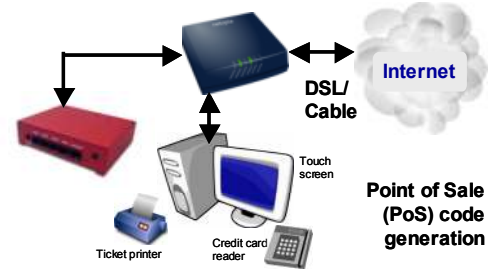 Internet
DSL/
Cable
Touch
screen
Point of Sale
(PoS) code
generation
Ticket printer
Credit card
reader